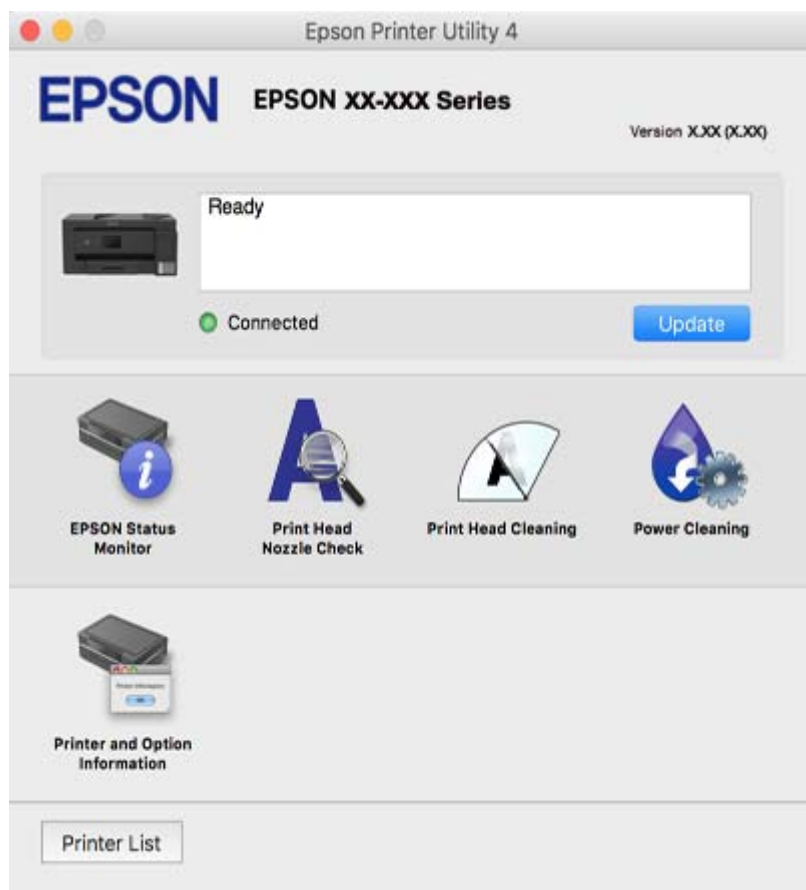 Epson Printer Utility 4
EPSON
EPSON XX-XXX Series
Version X.XX (X.XX)
Ready
Connected
Update
EPSON Status
Monitor
Print Head
Nozzle Check
Print Head Cleaning
Power Cleaning
Printer and Option
Information
Printer List